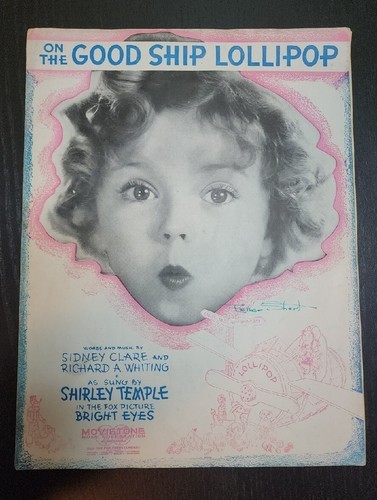 ON
THE GOOD SHIP LOLLIPOP
WORDS AND MUSIC BY
SIDNEY CLARE AND
RICHARD A. WHITING
AS SUNG BY
SHIRLEY TEMPLE
IN THE FOX PICTURE
BRIGHT EYES
MOVIETONE
LOLLIPOP